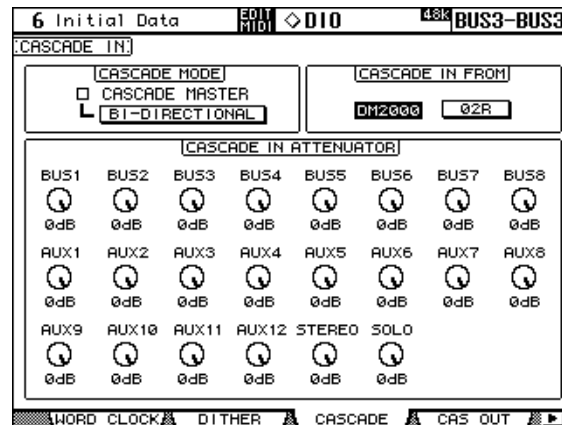 6 Initial Data EDIT MIDI ◇DIO 48k BUS3-BUS3
CASCADE IN
CASCADE MODE
CASCADE MASTER
BI-DIRECTIONAL
CASCADE IN FROM
DM2000 02R
CASCADE IN ATTENUATOR
BUS1 BUS2 BUS3 BUS4 BUS5 BUS6 BUS7 BUS8
0dB 0dB 0dB 0dB 0dB 0dB 0dB 0dB
AUX1 AUX2 AUX3 AUX4 AUX5 AUX6 AUX7 AUX8
0dB 0dB 0dB 0dB 0dB 0dB 0dB 0dB
AUX9 AUX10 AUX11 AUX12 STEREO SOLO
0dB 0dB 0dB 0dB 0dB 0dB
WORD CLOCK DITHER CASCADE CAS OUT